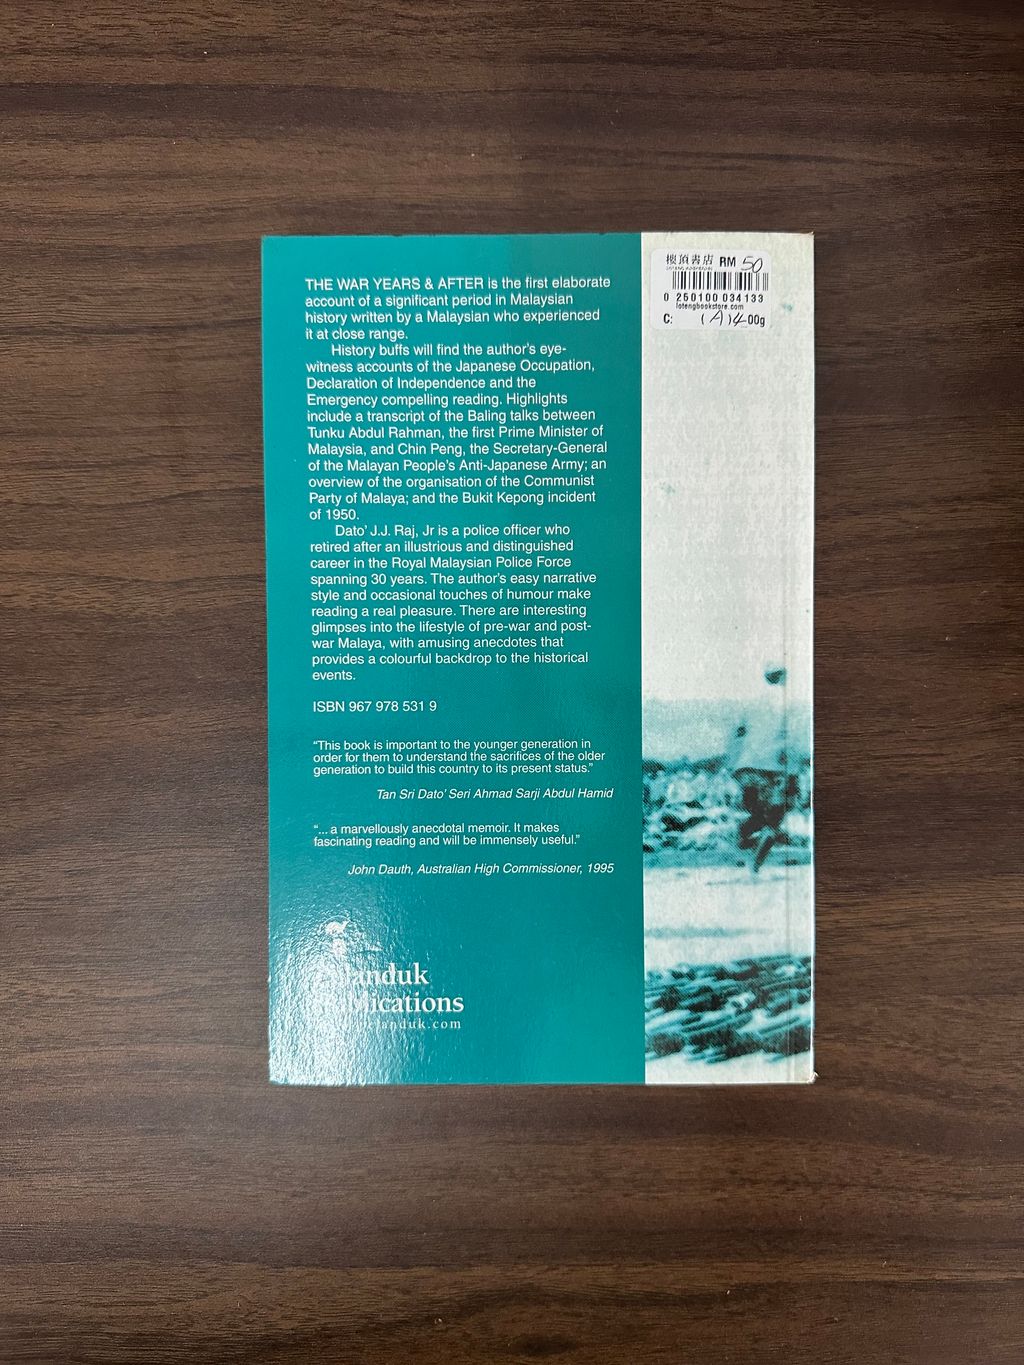 THE WAR YEARS & AFTER is the first elaborate
account of a significant period in Malaysian
history written by a Malaysian who experienced
it at close range.
History buffs will find the author's eye-
witness accounts of the Japanese Occupation,
Declaration of Independence and the
Emergency compelling reading. Highlights
include a transcript of the Baling talks between
Tunku Abdul Rahman, the first Prime Minister of
Malaysia, and Chin Peng, the Secretary-General
of the Malayan People's Anti-Japanese Army; an
overview of the organisation of the Communist
Party of Malaya; and the Bukit Kepong incident
of 1950.
Dato' J.J. Raj, Jr is a police officer who
retired after an illustrious and distinguished
career in the Royal Malaysian Police Force
spanning 30 years. The author's easy narrative
style and occasional touches of humour make
reading a real pleasure. There are interesting
glimpses into the lifestyle of pre-war and post-
war Malaya, with amusing anecdotes that
provides a colourful backdrop to the historical
events.
ISBN 967 978 531 9
"This book is important to the younger generation in
order for them to understand the sacrifices of the older
generation to build this country to its present status."
Tan Sri Dato' Seri Ahmad Sarji Abdul Hamid
"... a marvellously anecdotal memoir. It makes
fascinating reading and will be immensely useful."
John Dauth, Australian High Commissioner, 1995
Publications
樓頂書店 RM 50
0 250100 034133
lotengbookstore.com
C: (A)14 00g